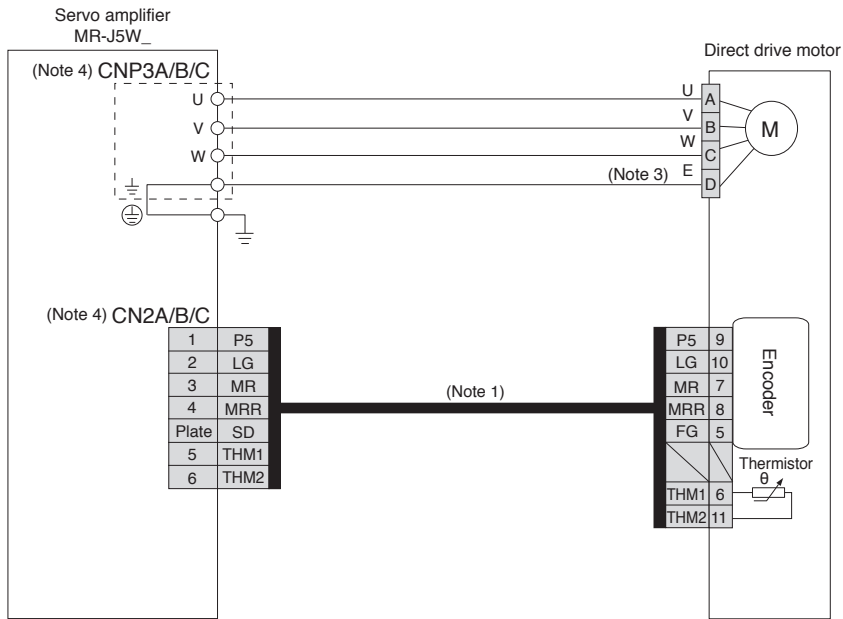 Servo amplifier
MR-J5W_
Direct drive motor
(Note 4) CNP3A/B/C
U
V
W
U
V
W
(Note 3) E
A
B
C
D
M
(Note 4) CN2A/B/C
1 P5
2 LG
3 MR
4 MRR
Plate SD
5 THM1
6 THM2
(Note 1)
P5 9
LG 10
MR 7
MRR 8
FG 5
THM1 6
THM2 11
Encoder
Thermistor
θ